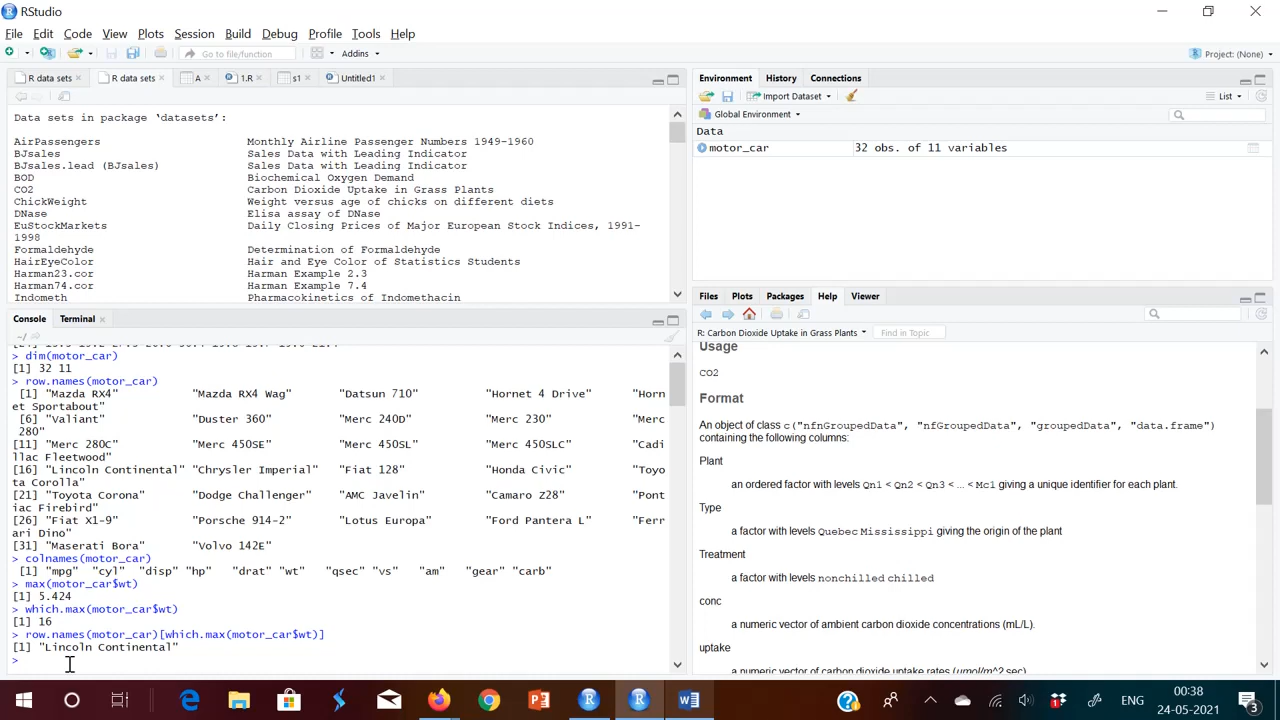 RStudio
File Edit Code View Plots Session Build Debug Profile Tools Help
Go to file/function Addins Project: (None)
R data sets R data sets A 1.R s1 Untitled1
Data sets in package ‘datasets’:
AirPassengers Monthly Airline Passenger Numbers 1949-1960
BJsales Sales Data with Leading Indicator
BJsales.lead (BJsales) Sales Data with Leading Indicator
BOD Biochemical Oxygen Demand
CO2 Carbon Dioxide Uptake in Grass Plants
ChickWeight Weight versus age of chicks on different diets
DNase Elisa assay of DNase
EuStockMarkets Daily Closing Prices of Major European Stock Indices, 1991-
1998
Formaldehyde Determination of Formaldehyde
HairEyeColor Hair and Eye Color of Statistics Students
Harman23.cor Harman Example 2.3
Harman74.cor Harman Example 7.4
Indometh Pharmacokinetics of Indomethacin
Console Terminal
~/
> dim(motor_car)
[1] 32 11
> row.names(motor_car)
[1] "Mazda RX4" "Mazda RX4 Wag" "Datsun 710" "Hornet 4 Drive" "Horn
et Sportabout"
[6] "Valiant" "Duster 360" "Merc 240D" "Merc 230" "Merc
280"
[11] "Merc 280C" "Merc 450SE" "Merc 450SL" "Merc 450SLC" "Cadi
llac Fleetwood"
[16] "Lincoln Continental" "Chrysler Imperial" "Fiat 128" "Honda Civic" "Toyo
ta Corolla"
[21] "Toyota Corona" "Dodge Challenger" "AMC Javelin" "Camaro Z28" "Pont
iac Firebird"
[26] "Fiat X1-9" "Porsche 914-2" "Lotus Europa" "Ford Pantera L" "Ferr
ari Dino"
[31] "Maserati Bora" "Volvo 142E"
> colnames(motor_car)
[1] "mpg" "cyl" "disp" "hp" "drat" "wt" "qsec" "vs" "am" "gear" "carb"
> max(motor_car$wt)
[1] 5.424
> which.max(motor_car$wt)
[1] 16
> row.names(motor_car)[which.max(motor_car$wt)]
[1] "Lincoln Continental"
>
Environment History Connections
Import Dataset List
Global Environment
Data
motor_car 32 obs. of 11 variables
Files Plots Packages Help Viewer
R: Carbon Dioxide Uptake in Grass Plants Find in Topic
Usage
CO2
Format
An object of class c("nfnGroupedData", "nfGroupedData", "groupedData", "data.frame")
containing the following columns:
Plant
an ordered factor with levels Qn1 < Qn2 < Qn3 < ... < Mc1 giving a unique identifier for each plant.
Type
a factor with levels Quebec Mississippi giving the origin of the plant
Treatment
a factor with levels nonchilled chilled
conc
a numeric vector of ambient carbon dioxide concentrations (mL/L).
uptake
a numeric vector of carbon dioxide uptake rates (umol/m^2 sec)
ENG
00:38
24-05-2021
3